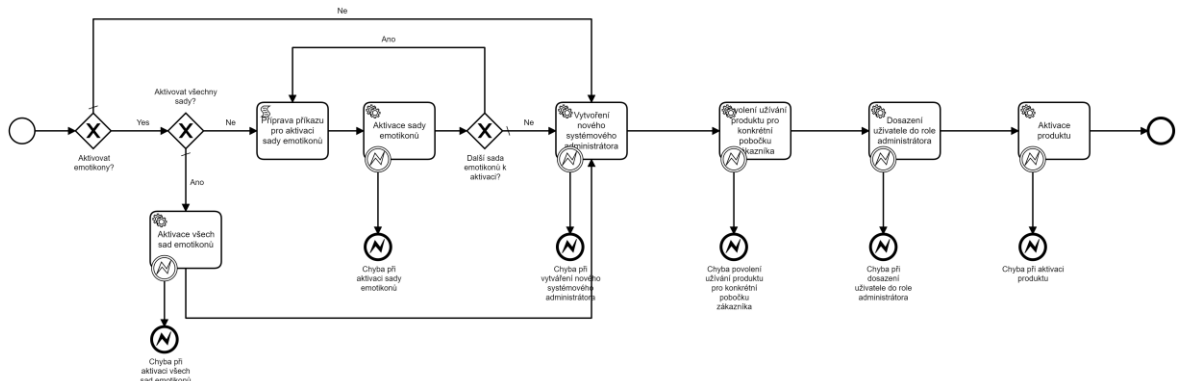 Ne
Ano
Aktivovat všechny
sady?
Yes
Ne
Aktivovat
emotikony?
Příprava příkazu
pro aktivaci
sady emotikonů
Aktivace sady
emotikonů
Další sada
emotikonů k
aktivaci?
Ne
Vytvoření
nového
systémového
administrátora
povolení užívání
produktu pro
konkrétní
pobočku
zákazníka
Dosazení
uživatele do role
administrátora
Aktivace
produktu
Ano
Aktivace všech
sad emotikonů
Chyba při
aktivaci sady
emotikonů
Chyba při
vytváření nového
systémového
administrátora
Chyba povolení
užívání produktu
pro konkrétní
pobočku
zákazníka
Chyba při
dosazení
uživatele do role
administrátora
Chyba při aktivaci
produktu
Chyba při
aktivaci všech
sad emotikonů